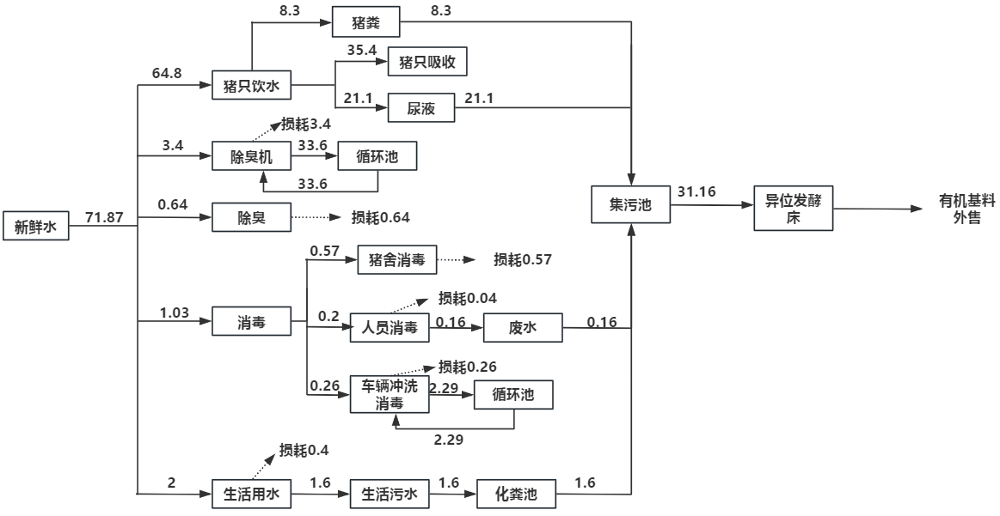 8.3
猪粪
8.3
64.8
猪只饮水
35.4
猪只吸收
21.1
尿液
21.1
损耗3.4
3.4
除臭机
33.6
循环池
33.6
集污池
31.16
异位发酵
床
有机基料
外售
新鲜水
71.87
0.64
除臭
损耗0.64
0.57
猪舍消毒
损耗0.57
1.03
消毒
损耗0.04
0.2
人员消毒
0.16
废水
0.16
损耗0.26
0.26
车辆冲洗
消毒
2.29
循环池
2.29
损耗0.4
2
生活用水
1.6
生活污水
1.6
化粪池
1.6